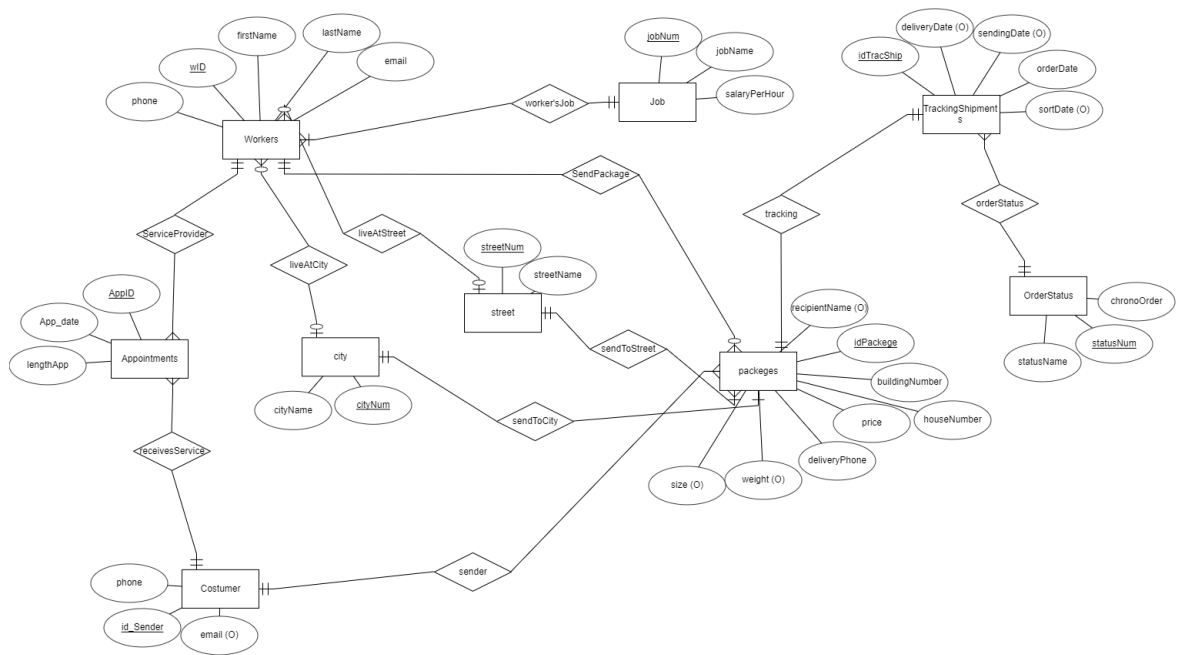 lastName
firstName
deliveryDate (O)
sendingDate (O)
jobNum
jobName
idTracShip
email
wID
orderDate
phone
salaryPerHour
worker'sJob
Job
TrackingShipment
s
sortDate (O)
Workers
SendPackage
orderStatus
tracking
ServiceProvider
liveAtStreet
streetNum
liveAtCity
streetName
AppID
OrderStatus
chronoOrder
recipientName (O)
street
App_date
statusNum
idPackege
sendToStreet
statusName
Appointments
city
lengthApp
packeges
buildingNumber
cityName
cityNum
sendToCity
price
houseNumber
receivesService
deliveryPhone
size (O)
weight (O)
sender
phone
Costumer
id_Sender
email (O)